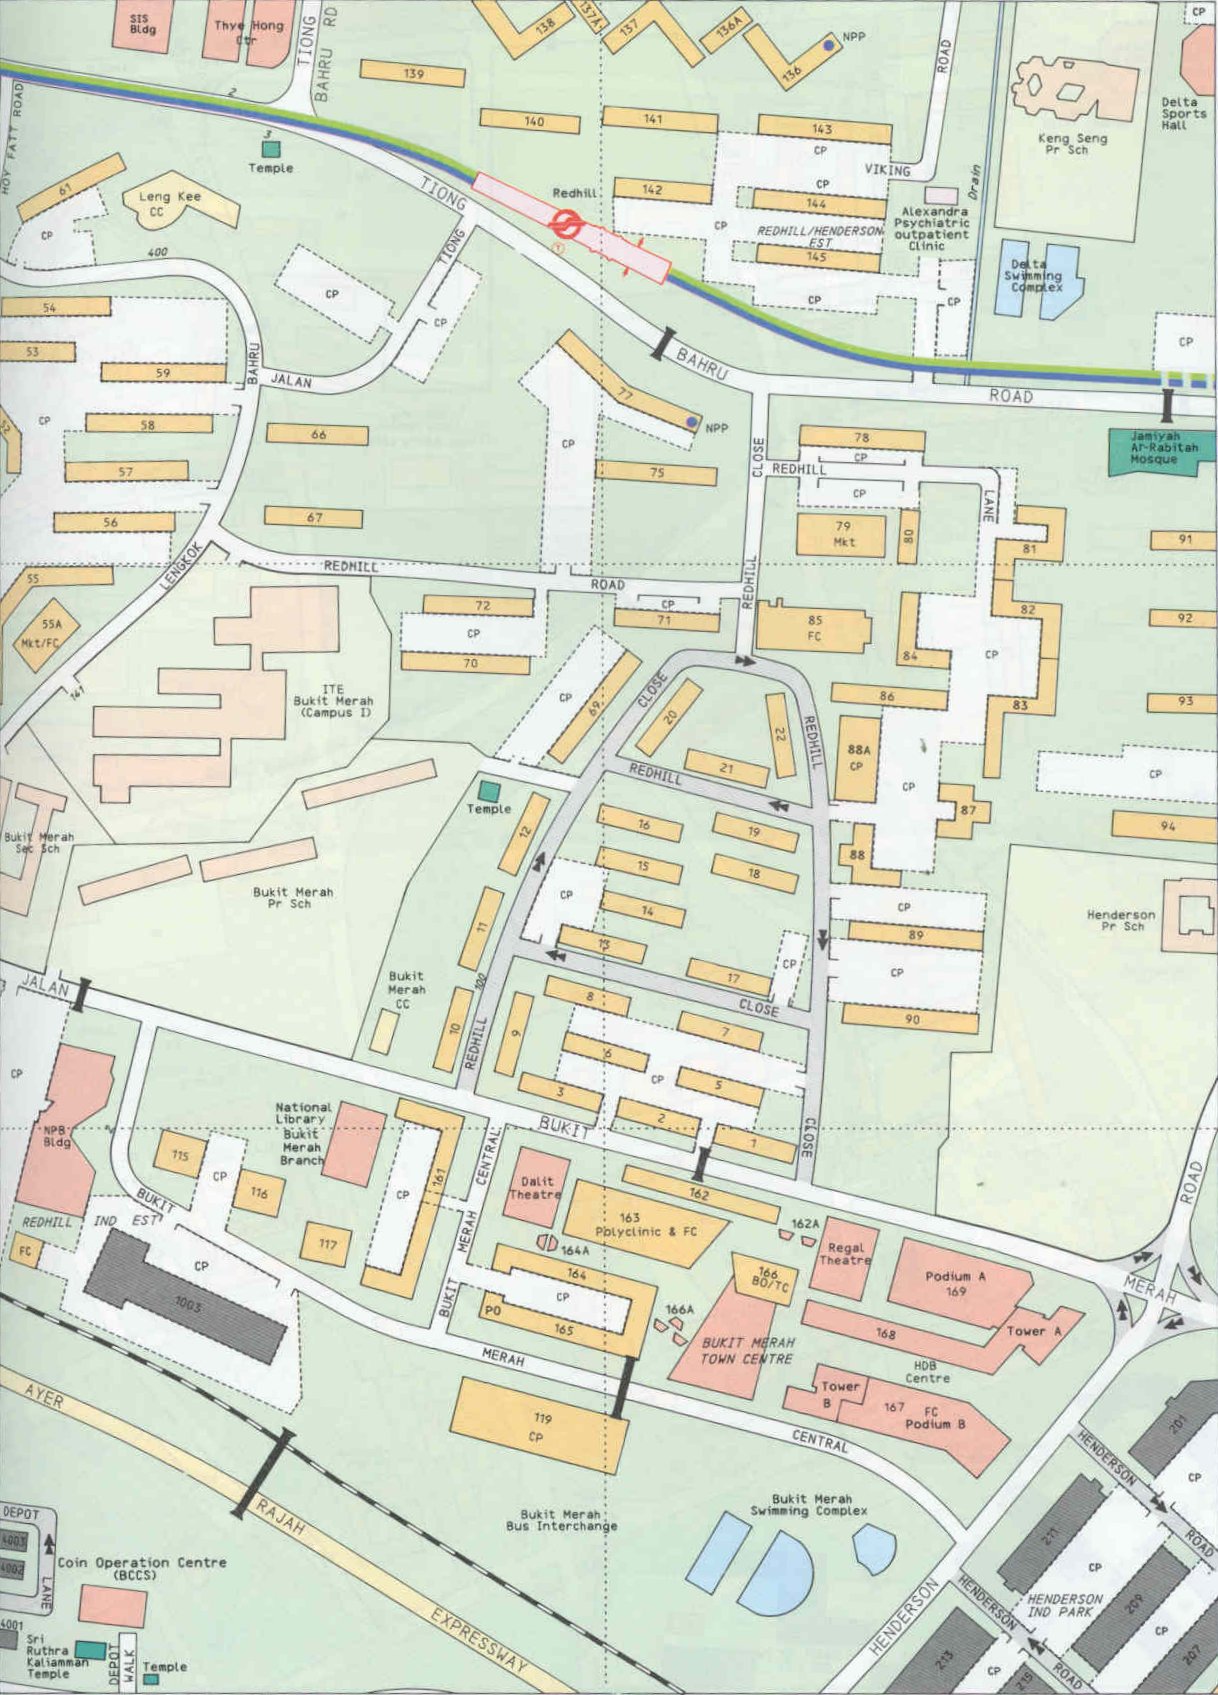 SIS
Bldg
Thye Hong
Ctr
TIONG
BAHRU RD
138
137A
137
136A
136
NPP
ROAD
CP
Keng Seng
Pr Sch
Delta
Sports
Hall
139
140
141
143
CP
HOY FATT ROAD
2
3
Temple
TIONG
Redhill
142
CP
144
VIKING
Drain
Alexandra
Psychiatric
outpatient
Clinic
61
Leng Kee
CC
CP
400
TIONG
CP
REDHILL/HENDERSON
EST
145
CP
CP
Delta
Swimming
Complex
CP
54
CP
CP
53
59
BAHRU
JALAN
BAHRU
ROAD
52
CP
58
66
77
NPP
CP
CLOSE
78
CP
REDHILL
CP
LANE
Jamiyah
Ar-Rabitah
Mosque
57
75
56
67
79
Mkt
80
81
91
LENGKOK
REDHILL
ROAD
CP
REDHILL
55
55A
Mkt/FC
72
CP
70
71
85
FC
84
82
CP
92
147
ITE
Bukit Merah
(Campus I)
CP
69
CLOSE
20
22
REDHILL
86
83
93
21
REDHILL
88A
CP
CP
CP
Bukit Merah
Sec Sch
Temple
12
16
19
87
94
15
18
88
Bukit Merah
Pr Sch
CP
14
CP
11
13
89
Henderson
Pr Sch
CP
CP
17
JALAN
Bukit
Merah
CC
100
8
CLOSE
90
10
9
7
REDHILL
6
CP
CP
5
3
NPB
Bldg
2
National
Library
Bukit
Merah
Branch
BUKIT
2
1
CLOSE
115
CP
116
BUKIT
CP
161
CENTRAL
Dalit
Theatre
162
163
Polyclinic & FC
162A
ROAD
REDHILL IND EST
FC
117
MERAH
164A
Regal
Theatre
CP
1003
164
CP
166
BO/TC
Podium A
169
MERAH
BUKIT
PO
165
166A
168
Tower A
BUKIT MERAH
TOWN CENTRE
MERAH
HDB
Centre
Tower
B
167
FC
Podium B
AYER
119
CP
CENTRAL
201
HENDERSON
CP
Bukit Merah
Bus Interchange
Bukit Merah
Swimming Complex
RAJAH
ROAD
211
DEPOT
4003
4002
LANE
Coin Operation Centre
(BCCS)
CP
HENDERSON
HENDERSON
HENDERSON
IND PARK
209
4001
Sri
Ruthra
Kaliamman
Temple
DEPOT
WALK
Temple
EXPRESSWAY
CP
213
CP
215
ROAD
207